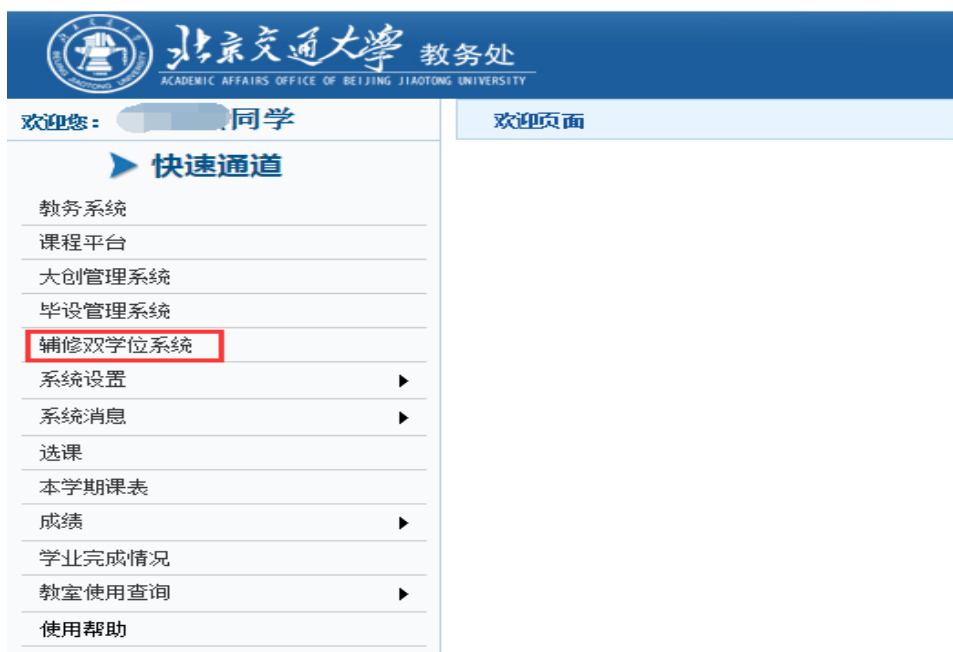 北京交通大学 教务处
ACADEMIC AFFAIRS OFFICE OF BEIJING JIAOTONG UNIVERSITY
欢迎您： 同学
欢迎页面
快速通道
教务系统
课程平台
大创管理系统
毕设管理系统
辅修双学位系统
系统设置
系统消息
选课
本学期课表
成绩
学业完成情况
教室使用查询
使用帮助